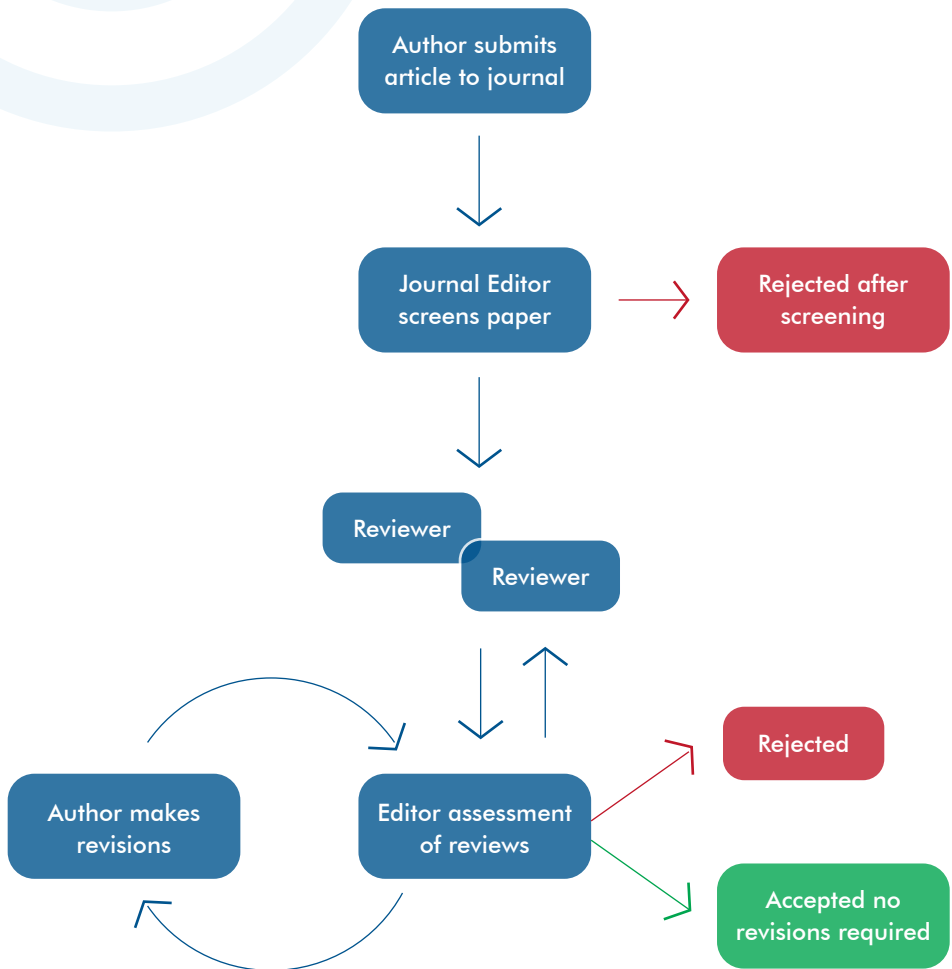 Author submits
article to journal
Journal Editor
screens paper
Rejected after
screening
Reviewer
Reviewer
Rejected
Author makes
revisions
Editor assessment
of reviews
Accepted no
revisions required